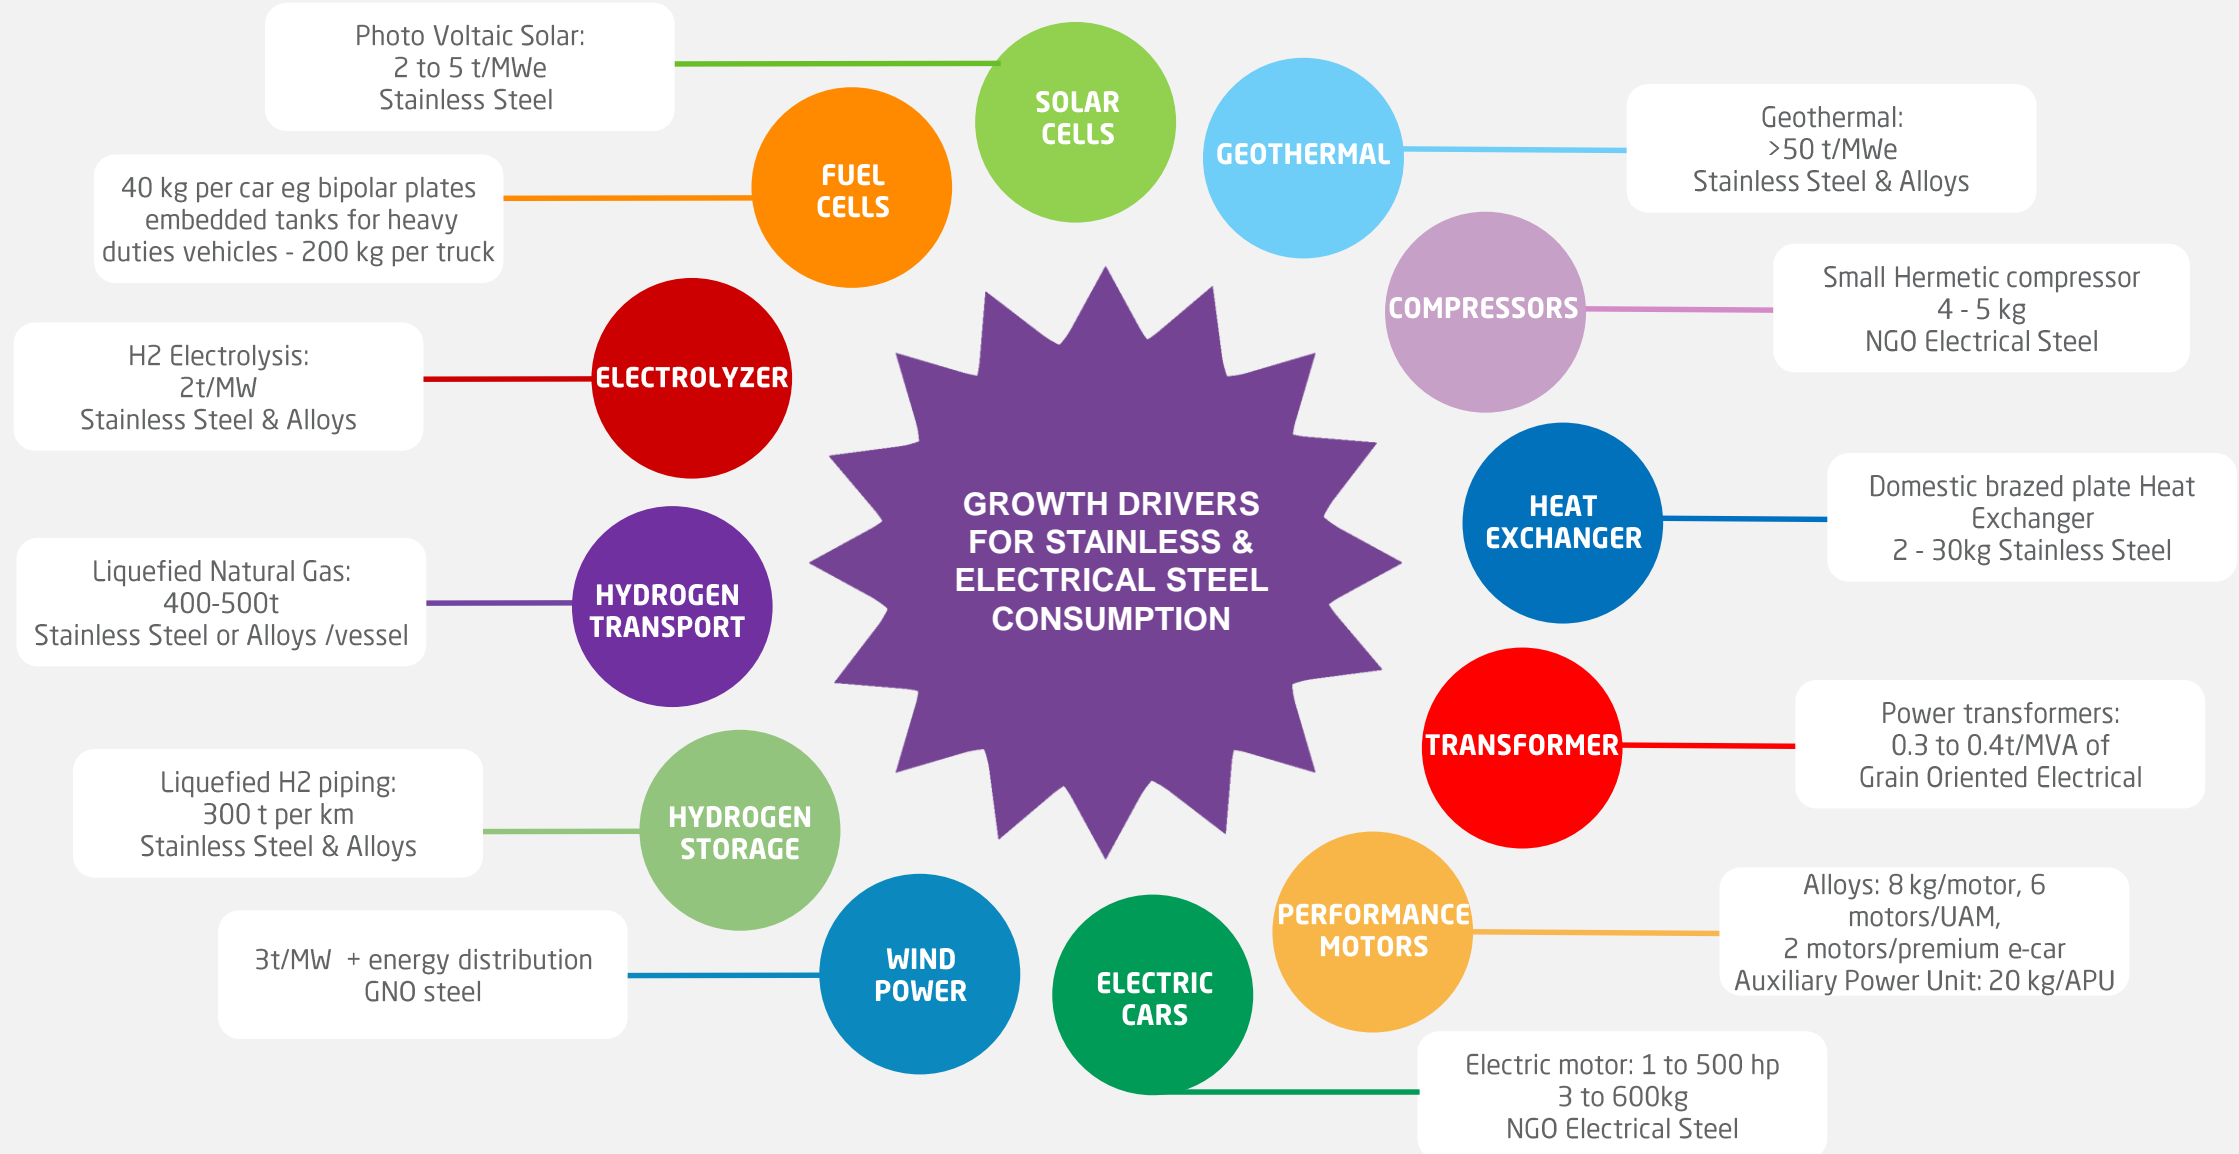 Photo Voltaic Solar:
2 to 5 t/MWe
Stainless Steel
SOLAR
CELLS
GEOTHERMAL
Geothermal:
>50 t/MWe
Stainless Steel & Alloys
40 kg per car eg bipolar plates
embedded tanks for heavy
duties vehicles - 200 kg per truck
FUEL
CELLS
COMPRESSORS
Small Hermetic compressor
4 - 5 kg
NGO Electrical Steel
H2 Electrolysis:
2t/MW
Stainless Steel & Alloys
ELECTROLYZER
HEAT
EXCHANGER
Domestic brazed plate Heat
Exchanger
2 - 30kg Stainless Steel
GROWTH DRIVERS
FOR STAINLESS &
ELECTRICAL STEEL
CONSUMPTION
Liquefied Natural Gas:
400-500t
Stainless Steel or Alloys /vessel
HYDROGEN
TRANSPORT
TRANSFORMER
Power transformers:
0.3 to 0.4t/MVA of
Grain Oriented Electrical
Liquefied H2 piping:
300 t per km
Stainless Steel & Alloys
HYDROGEN
STORAGE
PERFORMANCE
MOTORS
Alloys: 8 kg/motor, 6
motors/UAM,
2 motors/premium e-car
Auxiliary Power Unit: 20 kg/APU
3t/MW + energy distribution
GNO steel
WIND
POWER
ELECTRIC
CARS
Electric motor: 1 to 500 hp
3 to 600kg
NGO Electrical Steel